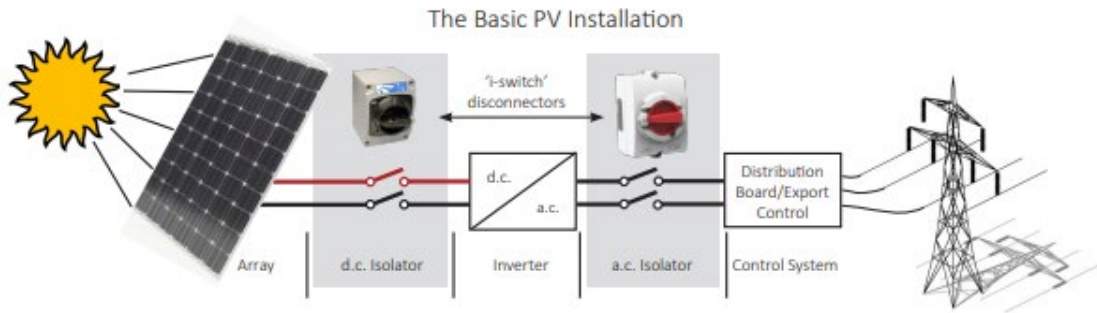 The Basic PV Installation
'i-switch'
disconnectors
d.c.
a.c.
Distribution
Board/Export
Control
Array
d.c. Isolator
Inverter
a.c. Isolator
Control System